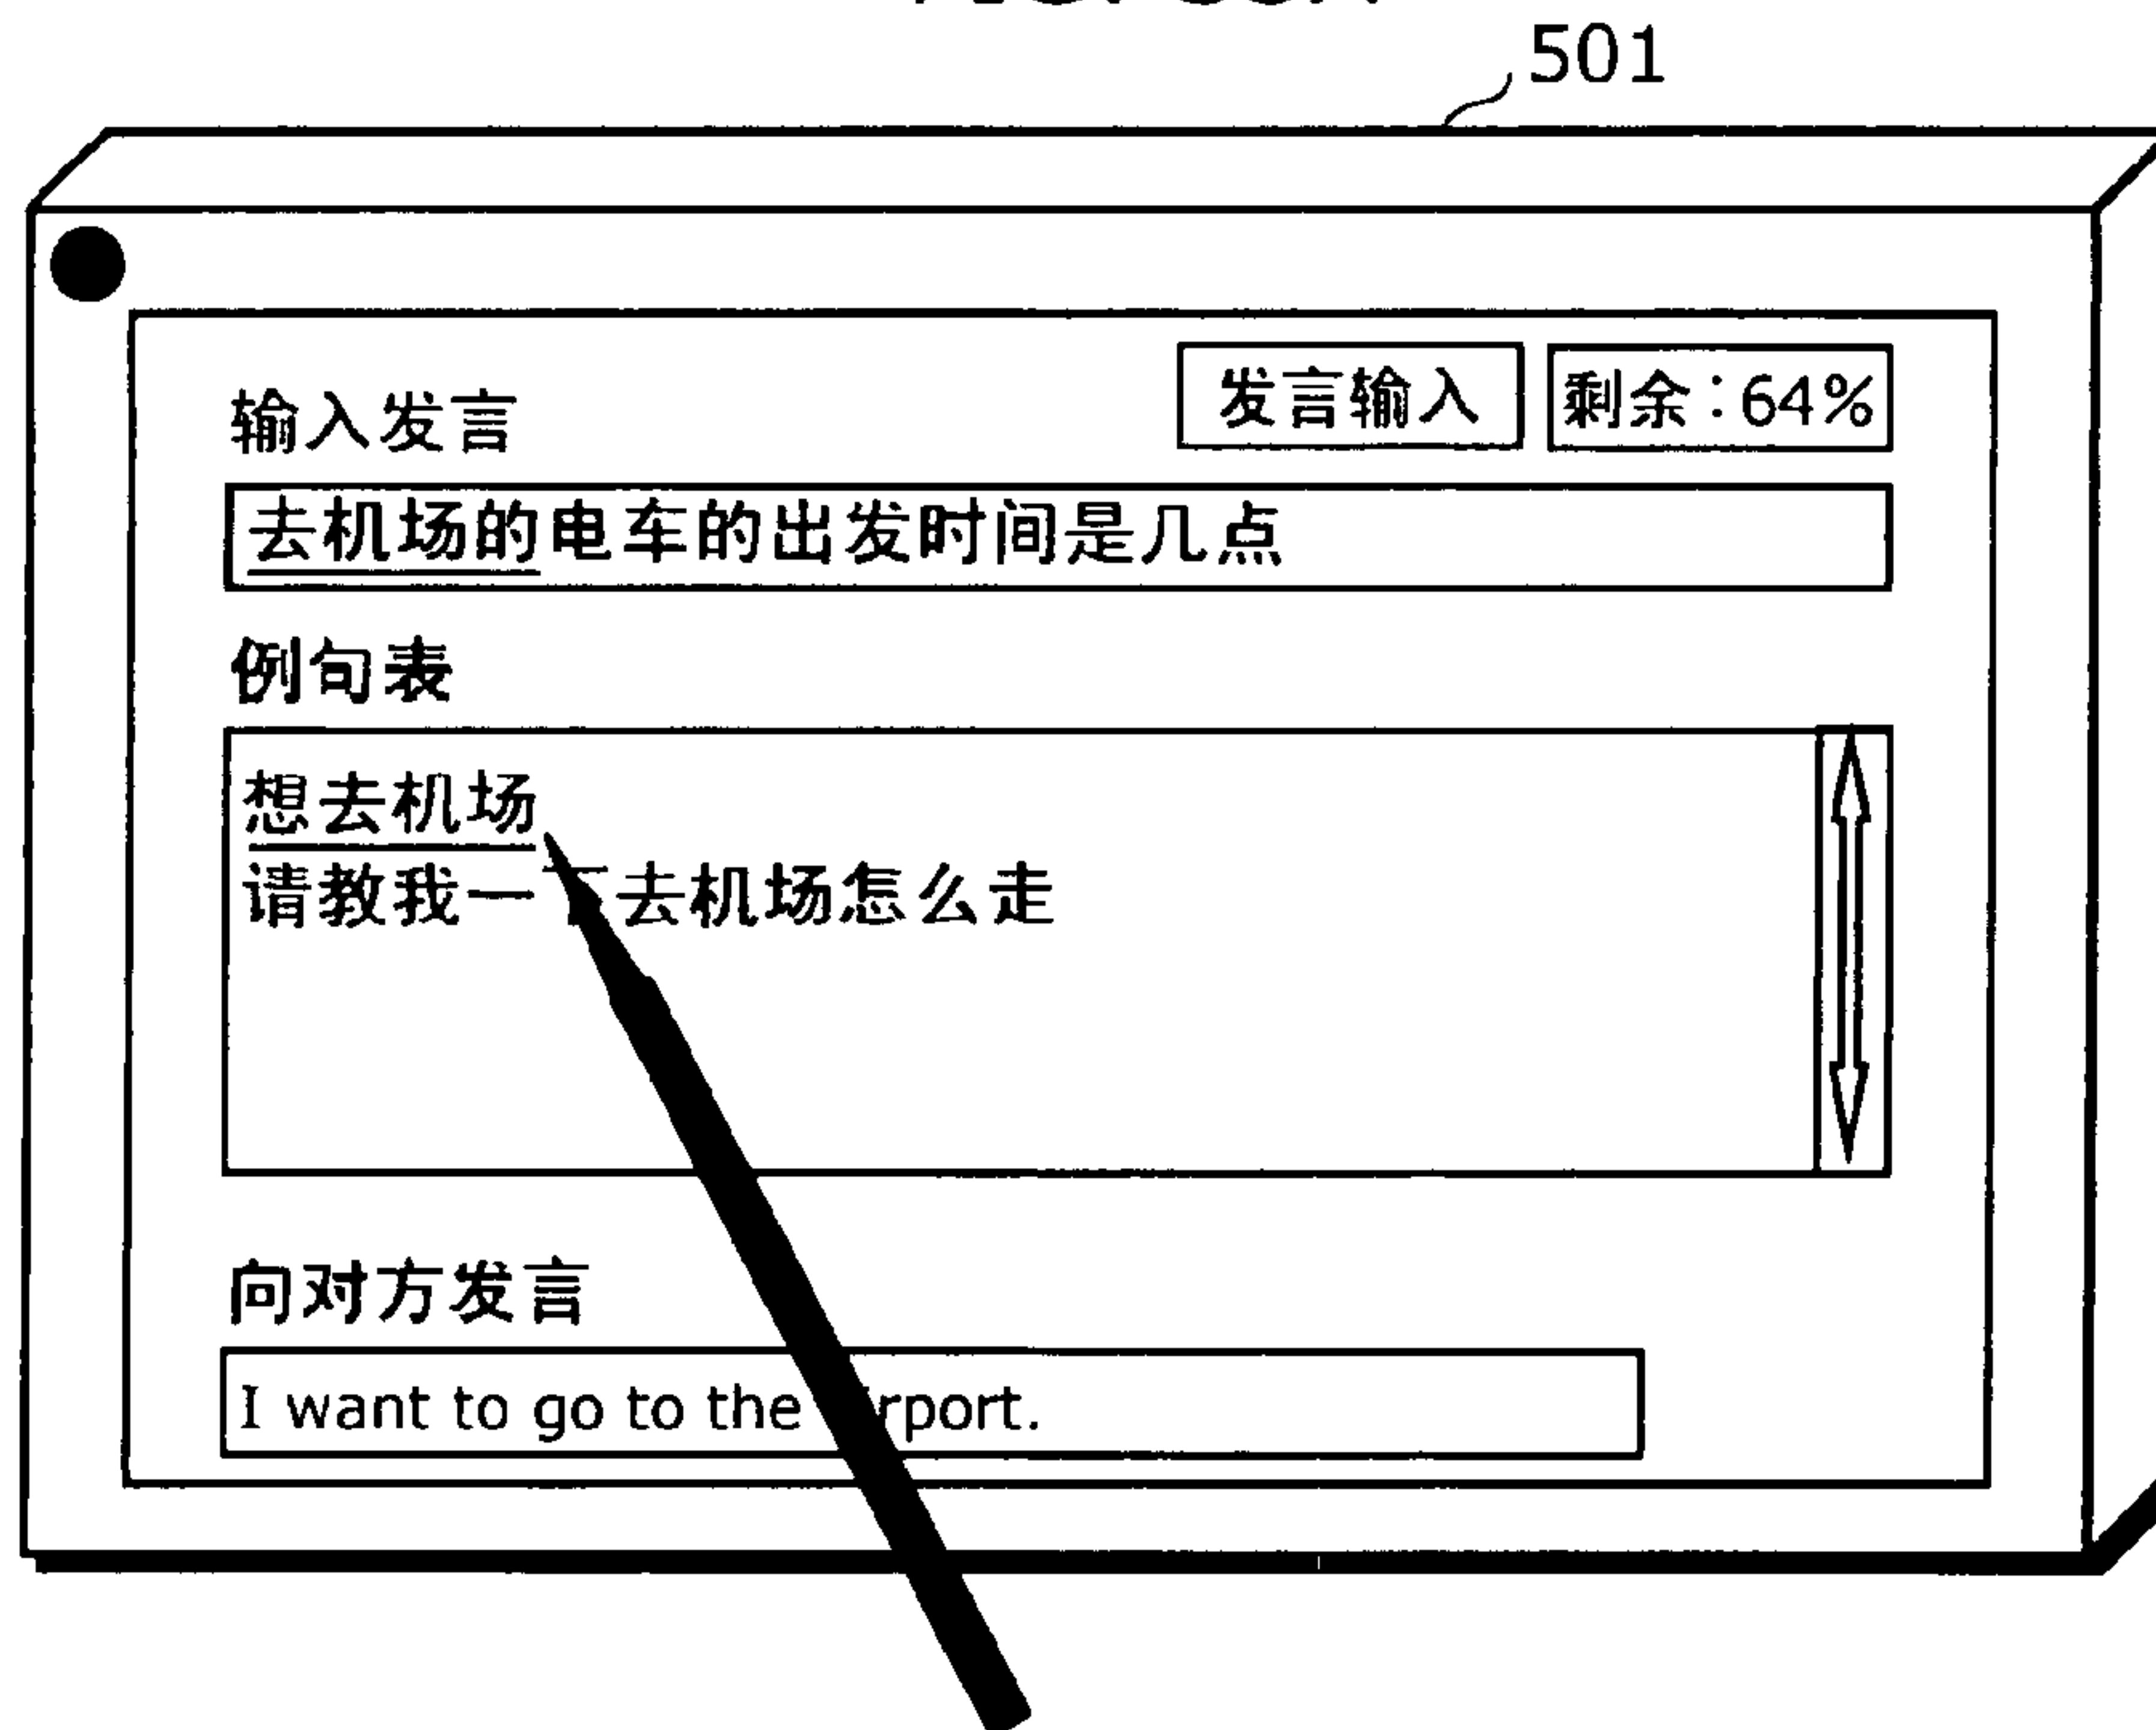 501
发言输入
剩余：64%
输入发言
去机场的电车的出发时间是几点
例句表
想去机场
请教我一 去机场怎么走
向对方发言
I want to go to the